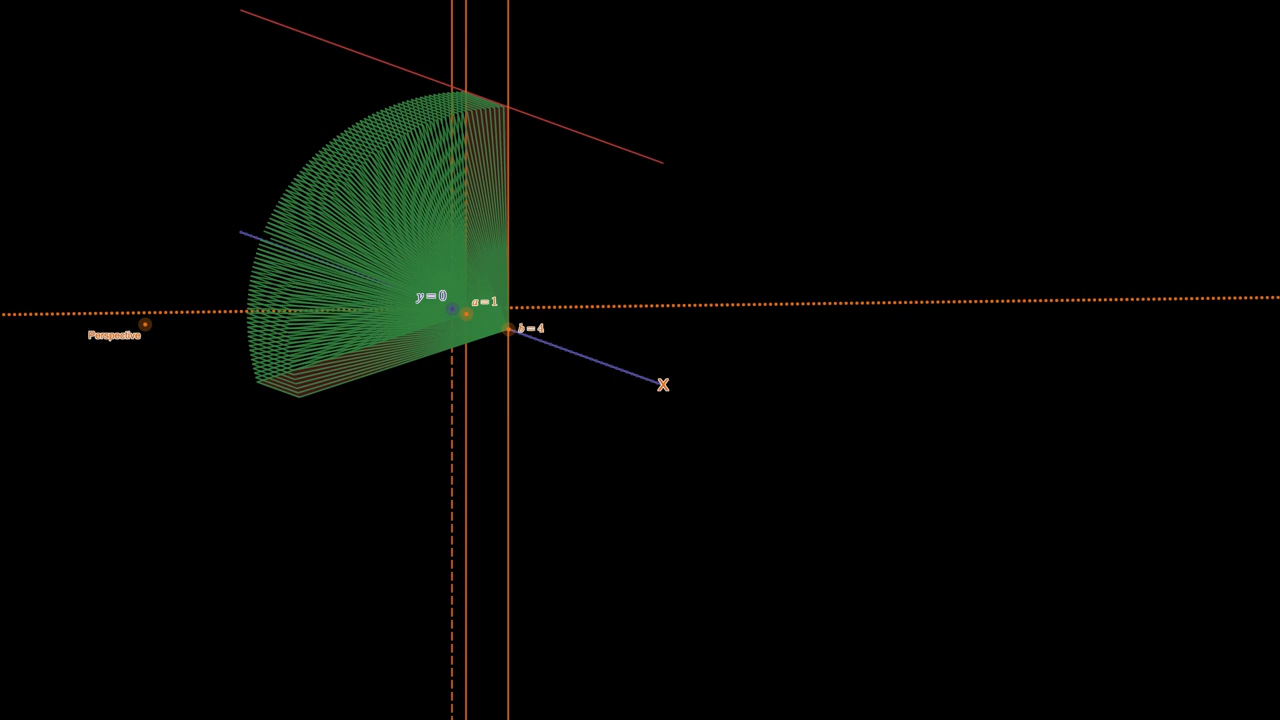 y = 0
a = 1
b = 4
Perspective
X